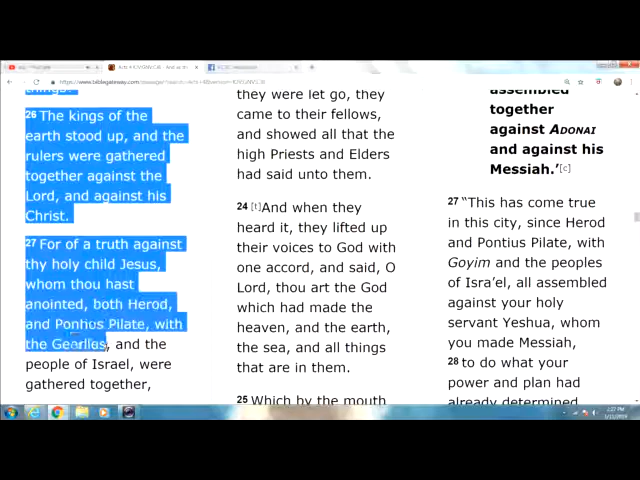 https://www.biblegateway.com/passage/
things?
26 The kings of the
earth stood up, and the
rulers were gathered
together against the
Lord, and against his
Christ.
27 For of a truth against
thy holy child Jesus,
whom thou hast
anointed, both Herod,
and Pontius Pilate, with
the
, and the
people of Israel, were
gathered together,
they were let go, they
came to their fellows,
and showed all that the
high Priests and Elders
had said unto them.
24 [t]And when they
heard it, they lifted up
their voices to God with
one accord, and said, O
Lord, thou art the God
which had made the
heaven, and the earth,
the sea, and all things
that are in them.
25 Which by the mouth
assembled
together
against ADONAI
and against his
Messiah.’[c]
27 “This has come true
in this city, since Herod
and Pontius Pilate, with
Goyim and the peoples
of Isra’el, all assembled
against your holy
servant Yeshua, whom
you made Messiah,
28 to do what your
power and plan had
already determined
2:27 PM